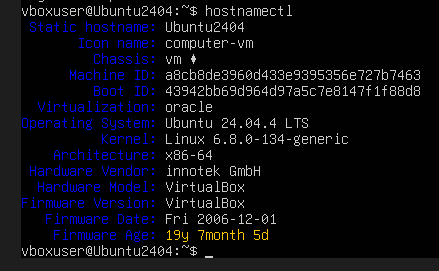 vboxuser@Ubuntu2404:~$ hostnamectl
Static hostname: Ubuntu2404
Icon name: computer-vm
Chassis: vm
Machine ID: a8cb8de3960d433e9395356e727b7463
Boot ID: 43942bb69d964d97a5c7e8147f1f88d8
Virtualization: oracle
Operating System: Ubuntu 24.04.4 LTS
Kernel: Linux 6.8.0-134-generic
Architecture: x86-64
Hardware Vendor: innotek GmbH
Hardware Model: VirtualBox
Firmware Version: VirtualBox
Firmware Date: Fri 2006-12-01
Firmware Age: 19y 7month 5d
vboxuser@Ubuntu2404:~$ _